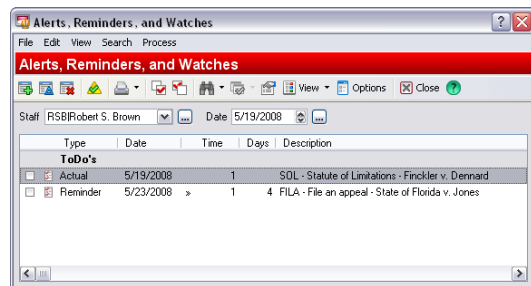 Alerts, Reminders, and Watches
File Edit View Search Process
Alerts, Reminders, and Watches
View Options Close
Staff RSB|Robert S. Brown ... Date 5/19/2008 ...
Type Date Time Days Description
ToDo's
Actual 5/19/2008 1 SOL - Statute of Limitations - Finckler v. Dennard
Reminder 5/23/2008 » 1 4 FILA - File an appeal - State of Florida v. Jones